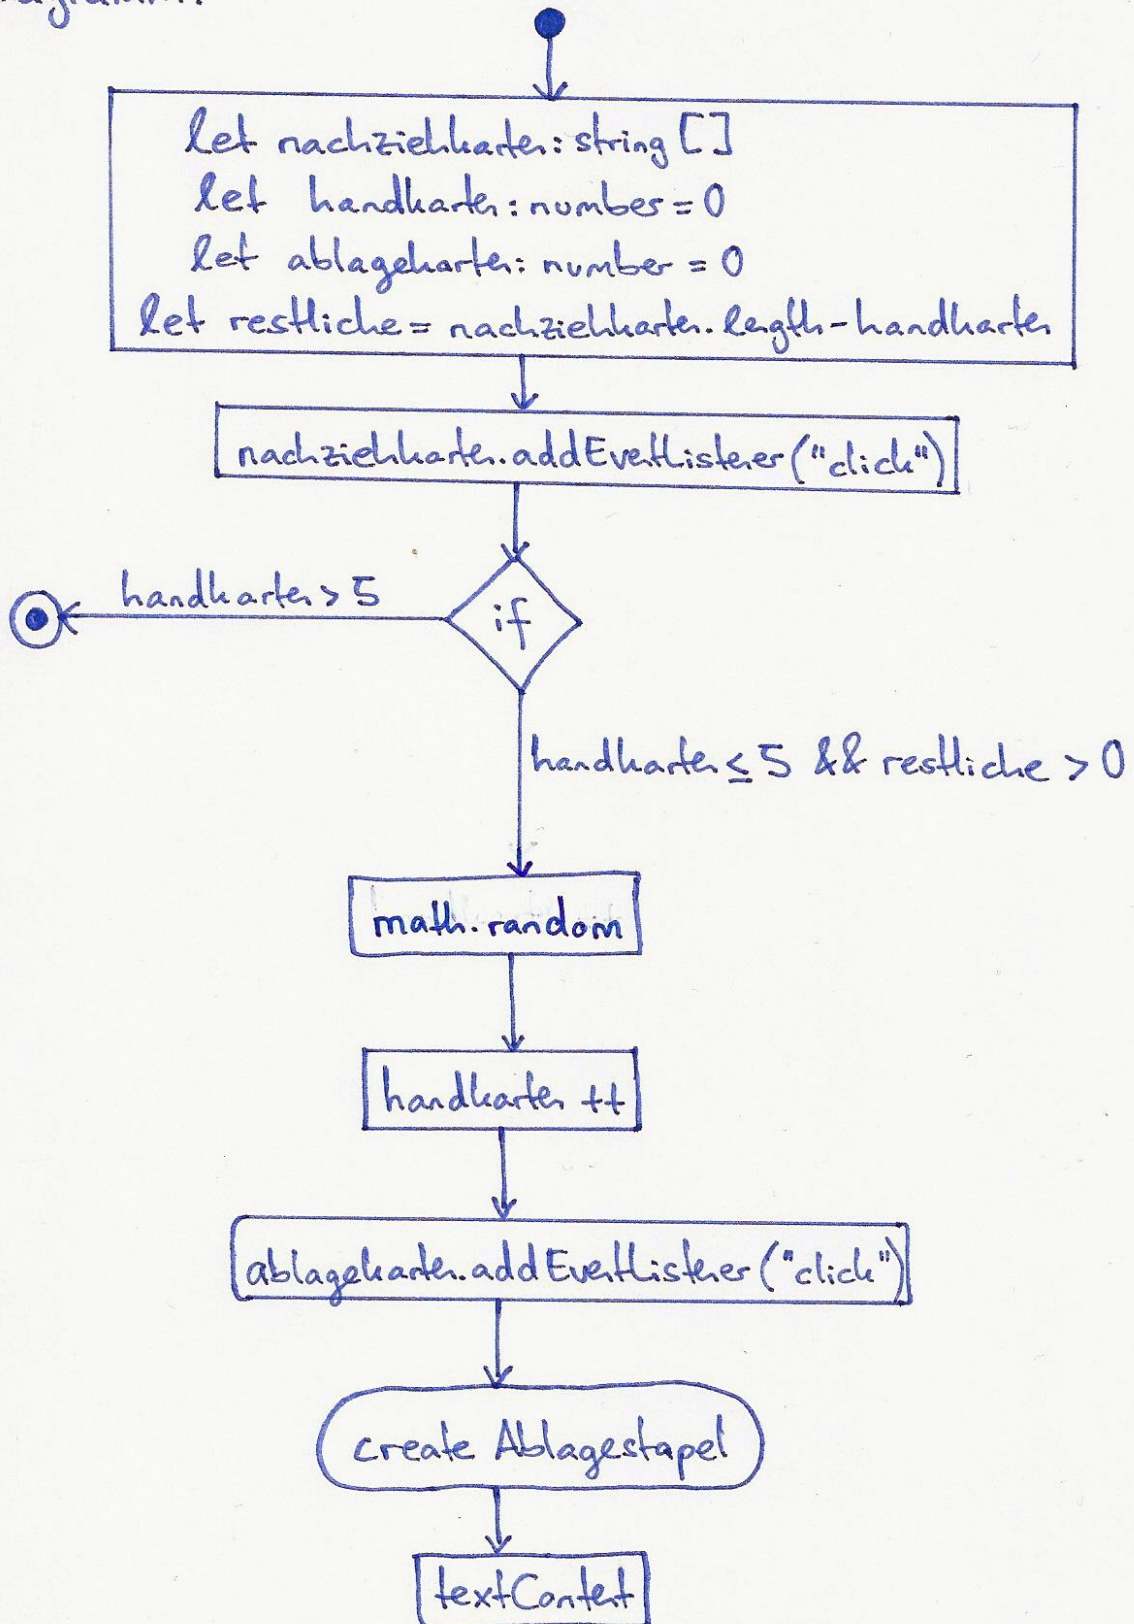 let nachziehkarten: string []
let handkarten: number = 0
let ablagekarten: number = 0
let restliche = nachziehkarten.length - handkarten
nachziehkarten.addEventListener ("click")
handkarten > 5
if
handkarten ≤ 5 && restliche > 0
math.random
handkarten ++
ablagekarten.addEventListener ("click")
create Ablagestapel
textContent